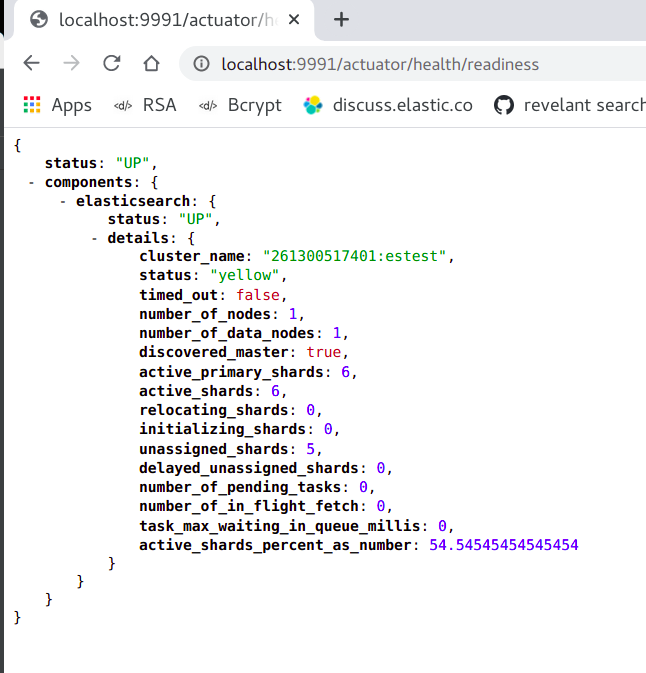 localhost:9991/actuator/he
localhost:9991/actuator/health/readiness
Apps RSA Bcrypt discuss.elastic.co revelant search
{
status: "UP",
- components: {
- elasticsearch: {
status: "UP",
- details: {
cluster_name: "261300517401:estest",
status: "yellow",
timed_out: false,
number_of_nodes: 1,
number_of_data_nodes: 1,
discovered_master: true,
active_primary_shards: 6,
active_shards: 6,
relocating_shards: 0,
initializing_shards: 0,
unassigned_shards: 5,
delayed_unassigned_shards: 0,
number_of_pending_tasks: 0,
number_of_in_flight_fetch: 0,
task_max_waiting_in_queue_millis: 0,
active_shards_percent_as_number: 54.54545454545454
}
}
}
}